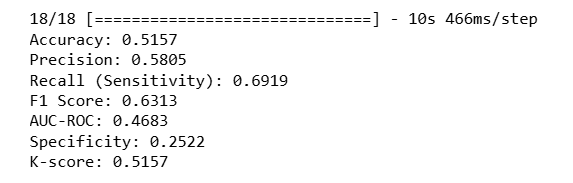 18/18 [==============================] - 10s 466ms/step
Accuracy: 0.5157
Precision: 0.5805
Recall (Sensitivity): 0.6919
F1 Score: 0.6313
AUC-ROC: 0.4683
Specificity: 0.2522
K-score: 0.5157